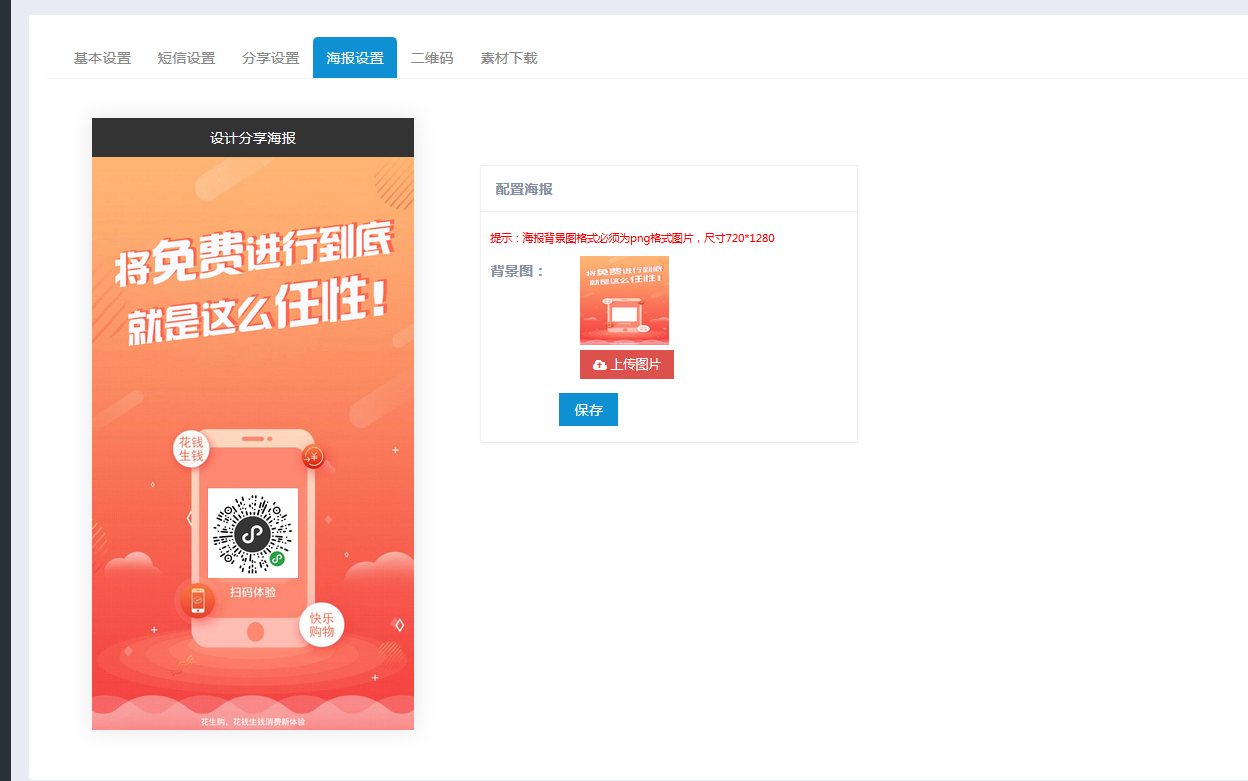 基本设置 短信设置 分享设置 海报设置 二维码 素材下载
设计分享海报
将免费进行到底
就是这么任性!
花钱
生钱
扫码体验
快乐
购物
花生购，花钱生钱消费新体验
配置海报
提示：海报背景图格式必须为png格式图片，尺寸720*1280
背景图：
将免费进行到底
就是这么任性!
上传图片
保存